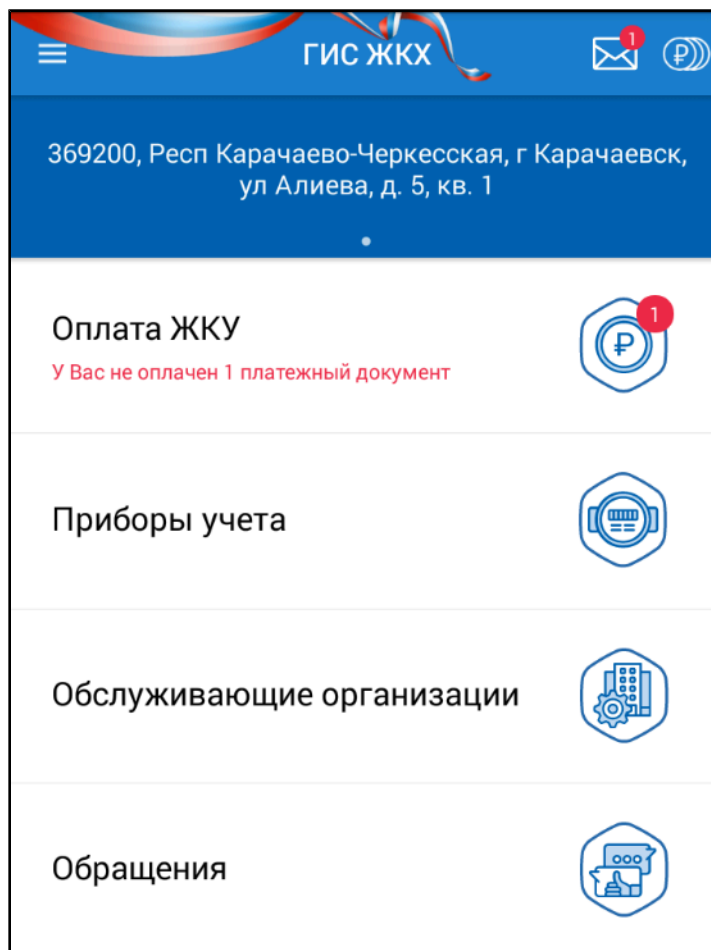 ГИС ЖКХ
1
369200, Респ Карачаево-Черкесская, г Карачаевск,
ул Алиева, д. 5, кв. 1
Оплата ЖКУ
1
У Вас не оплачен 1 платежный документ
Приборы учета
Обслуживающие организации
Обращения